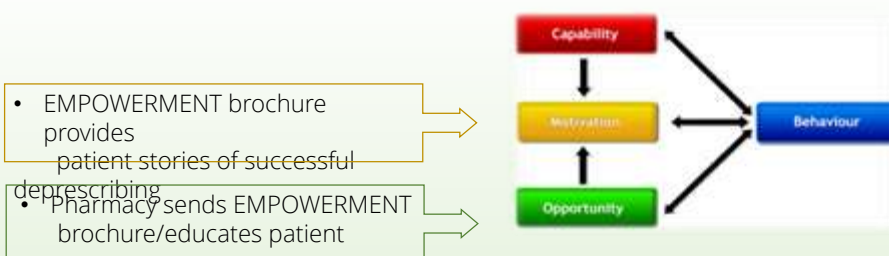 • EMPOWERMENT brochure
provides
patient stories of successful
deprescribing
• Pharmacy sends EMPOWERMENT
brochure/educates patient
Capability
Motivation
Behaviour
Opportunity